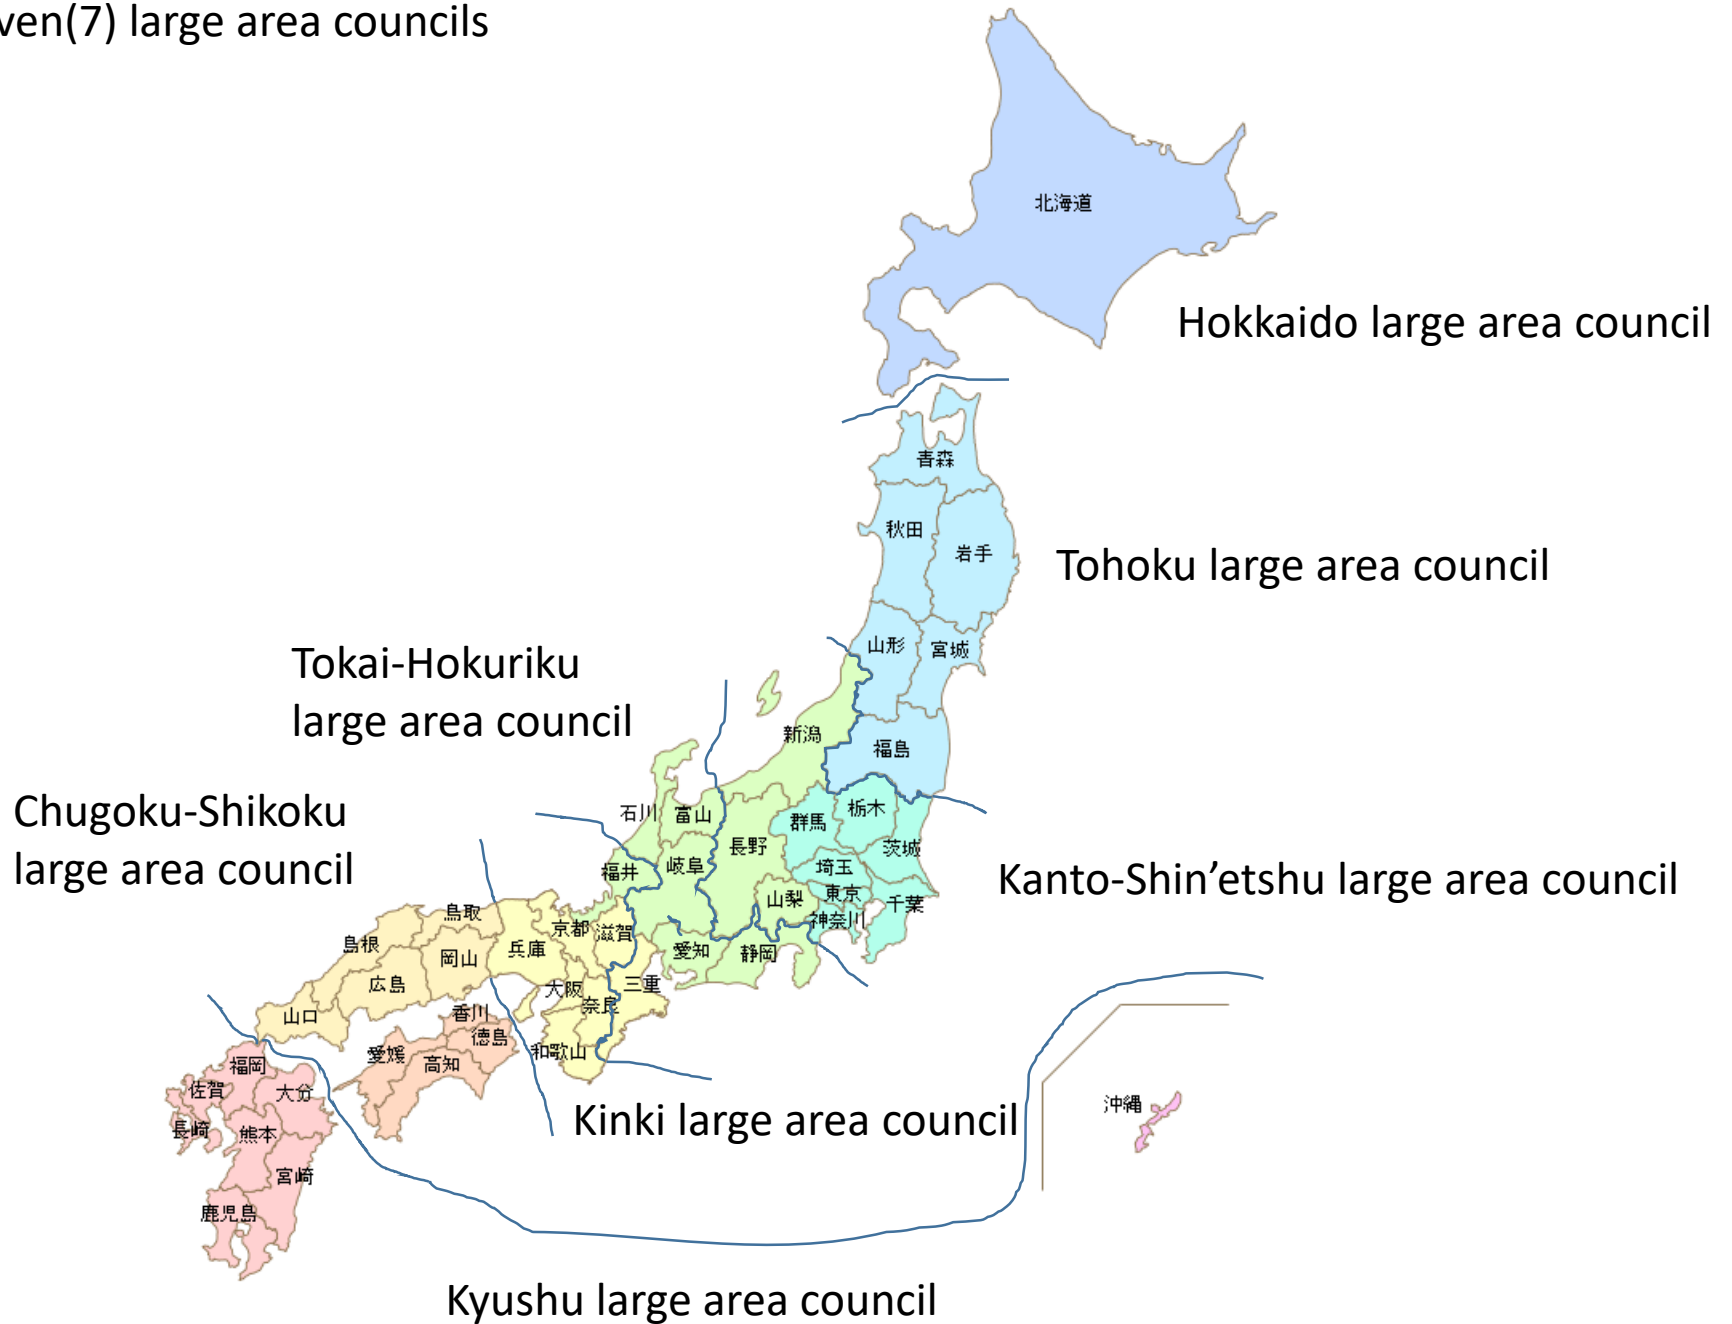 ven(7) large area councils
北海道
Hokkaido large area council
青森
秋田
岩手
Tohoku large area council
山形
宮城
Tokai-Hokuriku
large area council
新潟
福島
Chugoku-Shikoku
large area council
石川
富山
群馬
栃木
長野
茨城
福井
岐阜
埼玉
東京
Kanto-Shin’etshu large area council
山梨
千葉
神奈川
鳥取
京都
滋賀
島根
兵庫
岡山
愛知
静岡
広島
大阪
三重
奈良
山口
香川
徳島
和歌山
愛媛
高知
福岡
佐賀
大分
沖縄
Kinki large area council
長崎
熊本
宮崎
鹿児島
Kyushu large area council